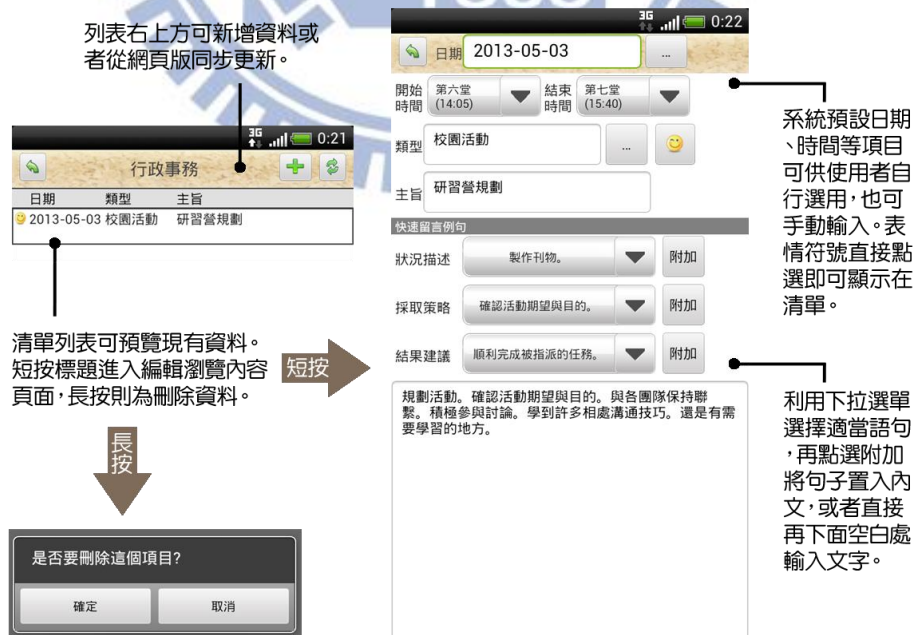 列表右上方可新增資料或
者從網頁版同步更新。
3G 0:21
行政事務
日期 類型 主旨
2013-05-03 校園活動 研習營規劃
清單列表可預覽現有資料。
短按標題進入編輯瀏覽內容
頁面，長按則為刪除資料。
短按
長按
是否要刪除這個項目?
確定 取消
3G 0:22
日期 2013-05-03 ...
開始時間 第六堂 (14:05) 結束時間 第七堂 (15:40)
類型 校園活動 ...
主旨 研習營規劃
快速留言例句
狀況描述 製作刊物。 附加
採取策略 確認活動期望與目的。 附加
結果建議 順利完成被指派的任務。 附加
規劃活動。確認活動期望與目的。與各團隊保持聯
繫。積極參與討論。學到許多相處溝通技巧。還是有需
要學習的地方。
系統預設日期
、時間等項目
可供使用者自
行選用，也可
手動輸入。表
情符號直接點
選即可顯示在
清單。
利用下拉選單
選擇適當語句
，再點選附加
將句子置入內
文，或者直接
再下面空白處
輸入文字。